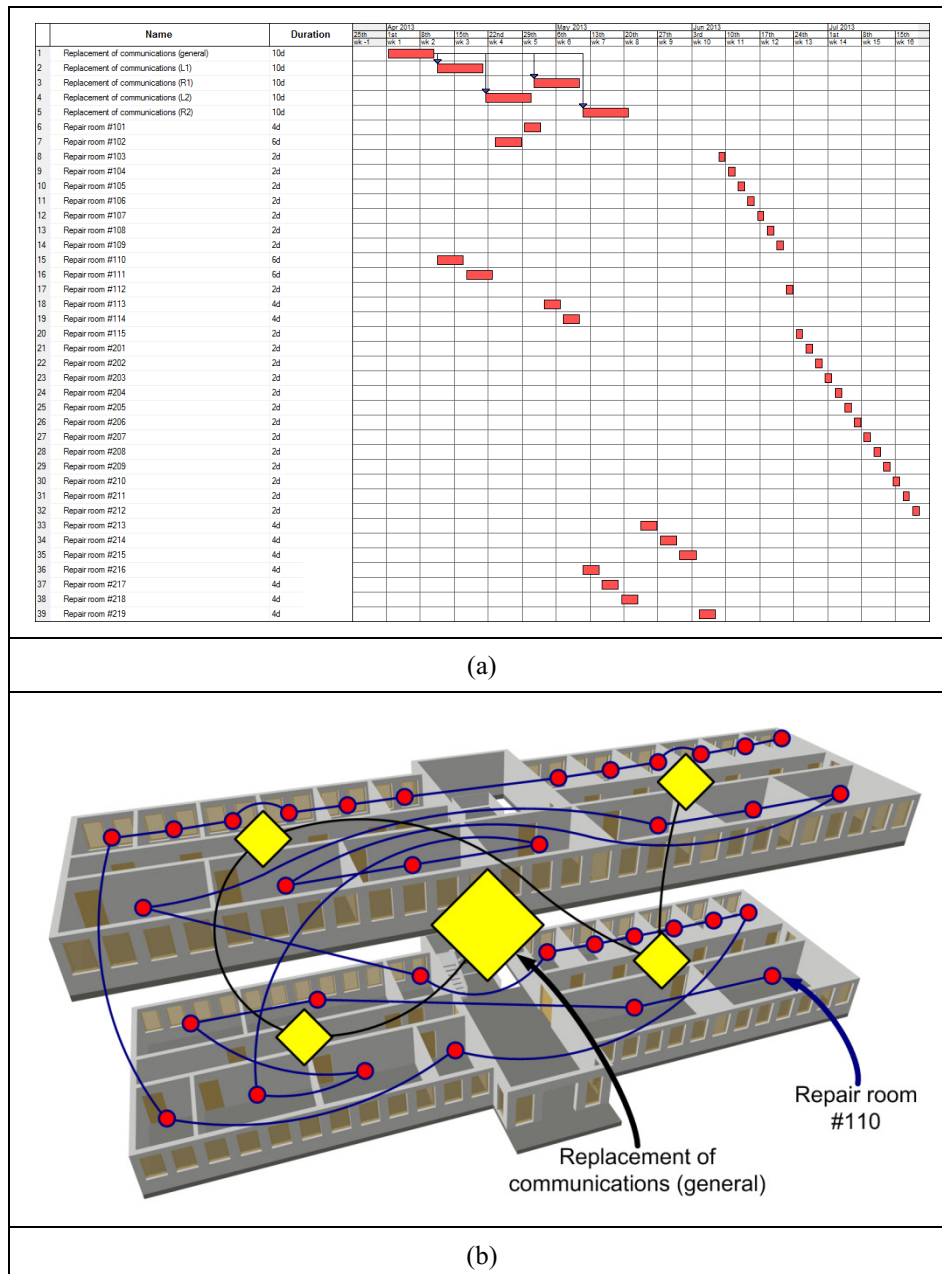 Name Duration
Apr 2013 May 2013 Jun 2013 Jul 2013
25th 1st 8th 15th 22nd 29th 6th 13th 20th 27th 3rd 10th 17th 24th 1st 8th 15th
wk -1 wk 1 wk 2 wk 3 wk 4 wk 5 wk 6 wk 7 wk 8 wk 9 wk 10 wk 11 wk 12 wk 13 wk 14 wk 15 wk 16
1 Replacement of communications (general) 10d
2 Replacement of communications (L1) 10d
3 Replacement of communications (R1) 10d
4 Replacement of communications (L2) 10d
5 Replacement of communications (R2) 10d
6 Repair room #101 4d
7 Repair room #102 6d
8 Repair room #103 2d
9 Repair room #104 2d
10 Repair room #105 2d
11 Repair room #106 2d
12 Repair room #107 2d
13 Repair room #108 2d
14 Repair room #109 2d
15 Repair room #110 6d
16 Repair room #111 6d
17 Repair room #112 2d
18 Repair room #113 4d
19 Repair room #114 4d
20 Repair room #115 2d
21 Repair room #201 2d
22 Repair room #202 2d
23 Repair room #203 2d
24 Repair room #204 2d
25 Repair room #205 2d
26 Repair room #206 2d
27 Repair room #207 2d
28 Repair room #208 2d
29 Repair room #209 2d
30 Repair room #210 2d
31 Repair room #211 2d
32 Repair room #212 2d
33 Repair room #213 4d
34 Repair room #214 4d
35 Repair room #215 4d
36 Repair room #216 4d
37 Repair room #217 4d
38 Repair room #218 4d
39 Repair room #219 4d
(a)
Repair room
#110
Replacement of
communications (general)
(b)